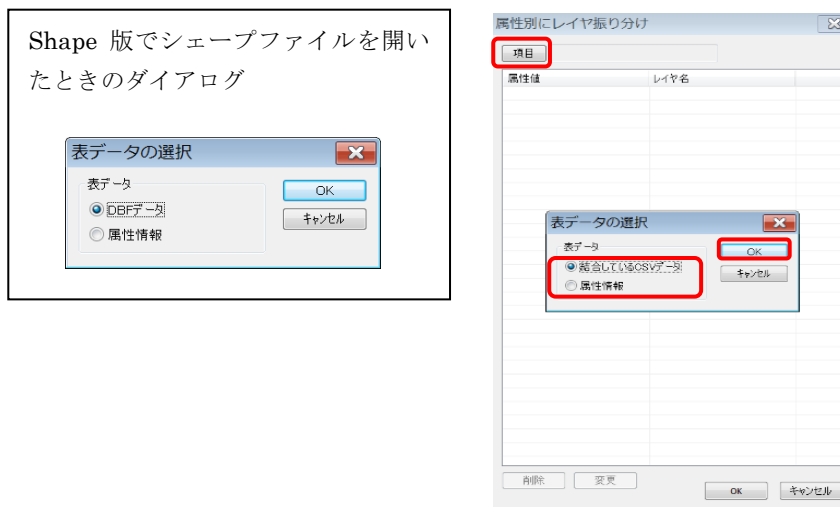 Shape 版でシェープファイルを開い
たときのダイアログ
表データの選択
表データ
OK
DBFデータ
キャンセル
属性情報
属性別にレイヤ振り分け
項目
属性値 レイヤ名
表データの選択
表データ
OK
結合しているCSVデータ
キャンセル
属性情報
削除 変更
OK キャンセル